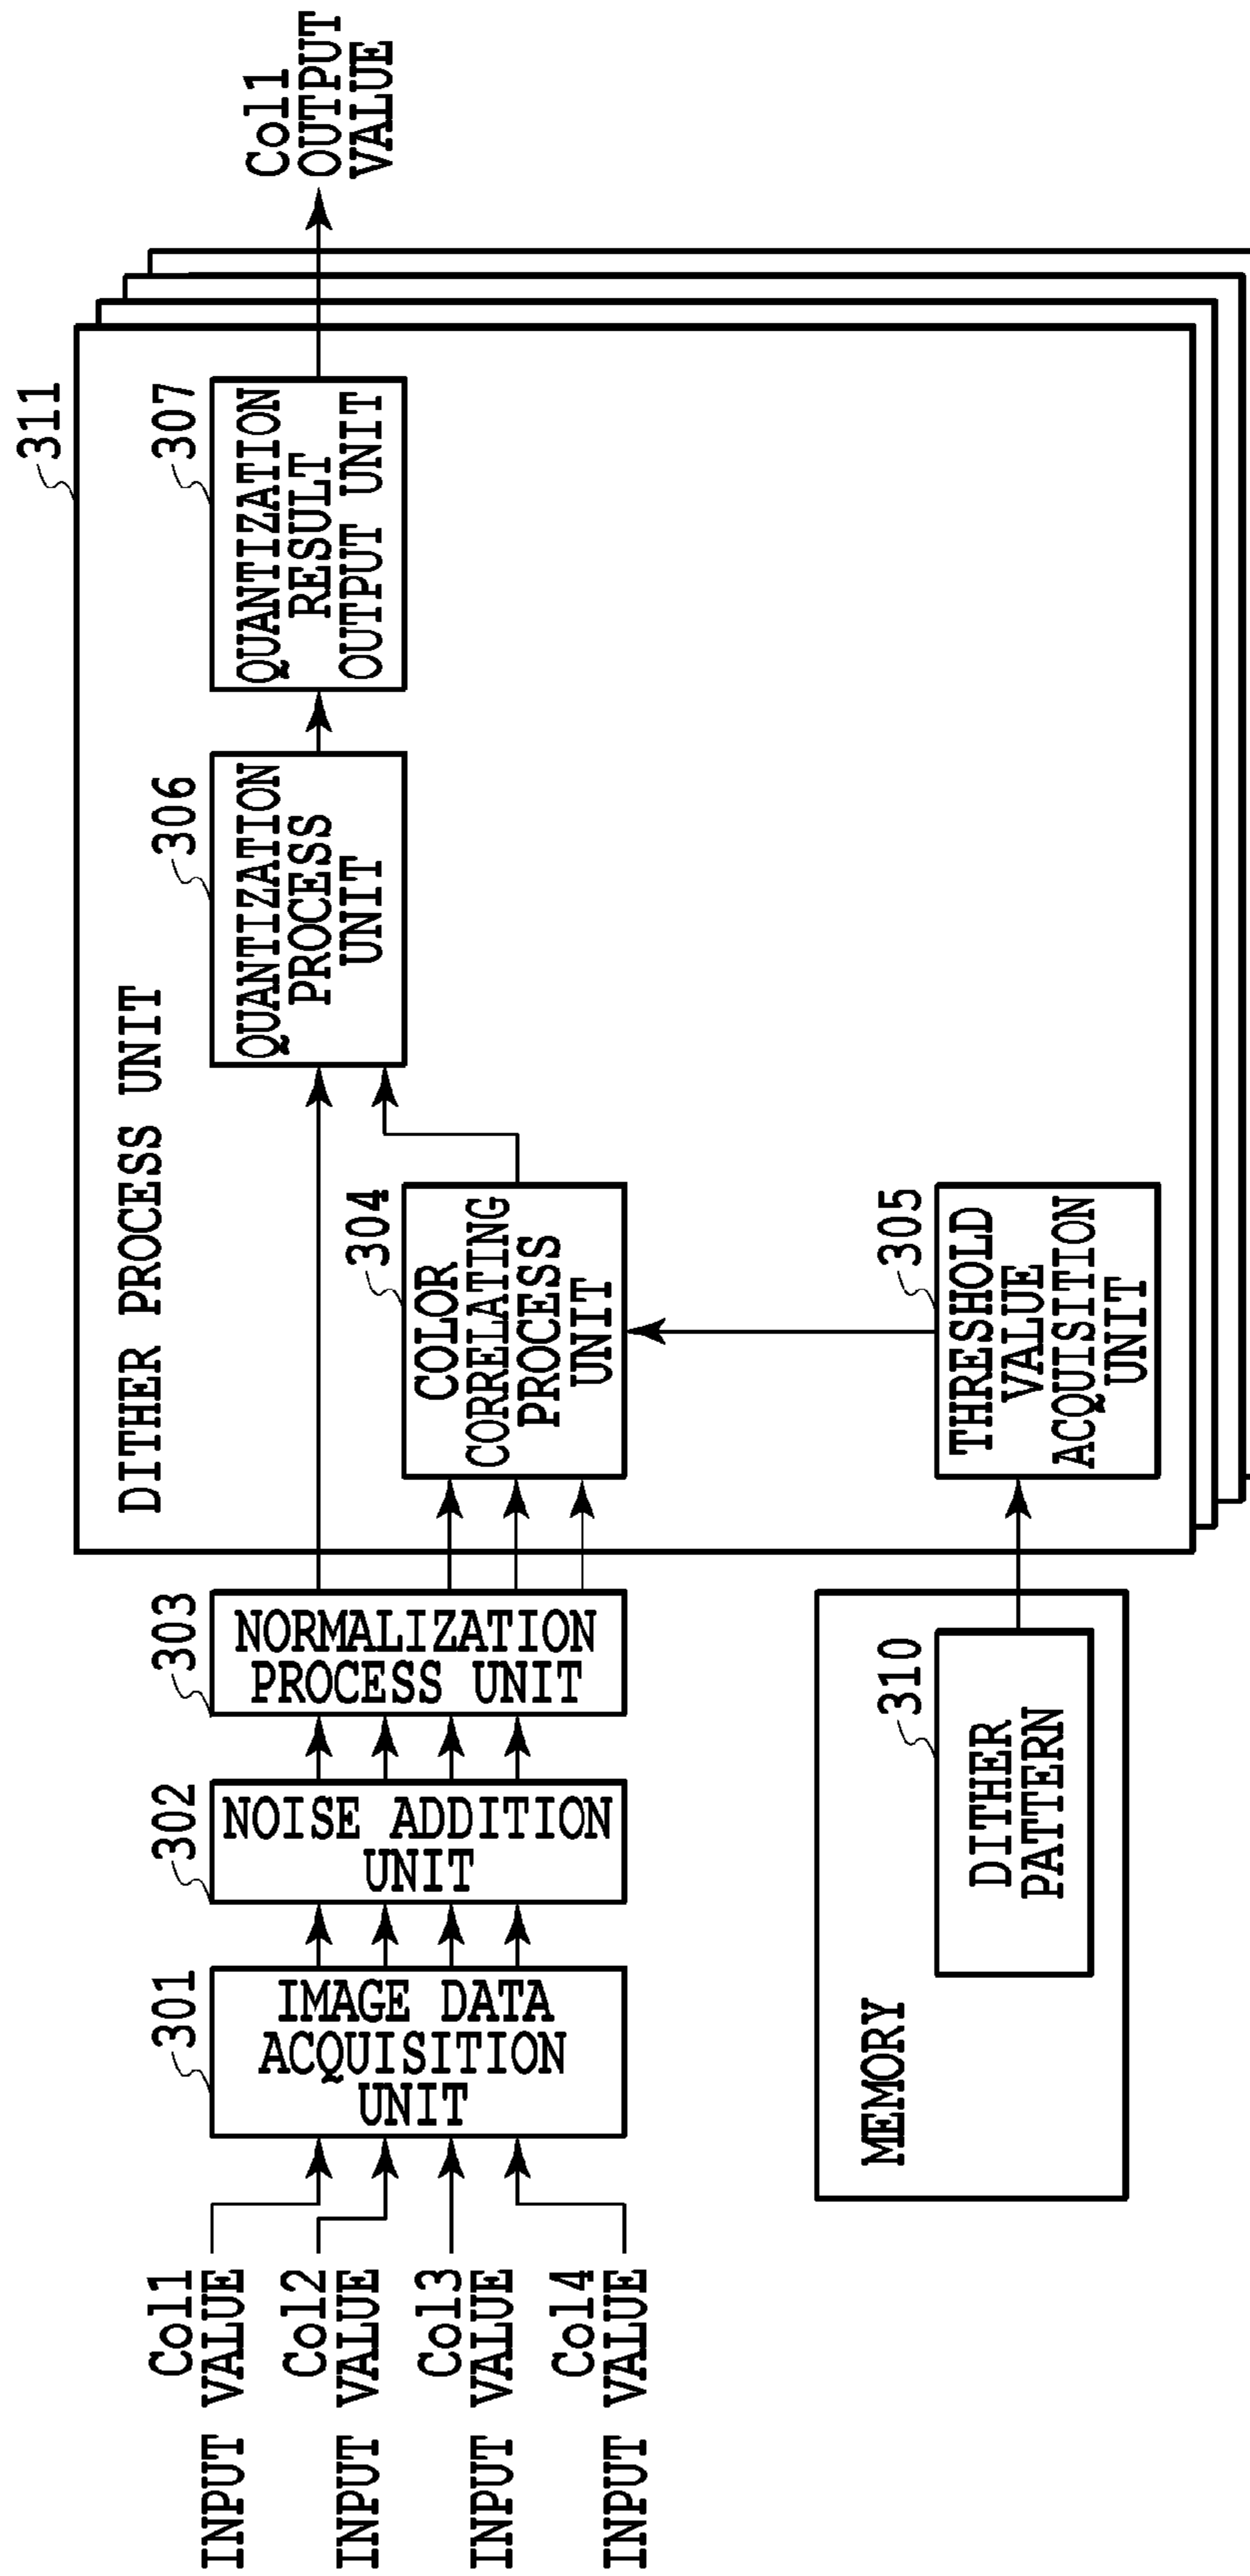 Col1
INPUT VALUE
Col2
INPUT VALUE
Col3
INPUT VALUE
Col4
INPUT VALUE
301
IMAGE DATA
ACQUISITION
UNIT
302
NOISE ADDITION
UNIT
303
NORMALIZATION
PROCESS UNIT
311
DITHER PROCESS UNIT
304
COLOR
CORRELATING
PROCESS
UNIT
306
QUANTIZATION
PROCESS
UNIT
307
QUANTIZATION
RESULT
OUTPUT UNIT
Col1
OUTPUT
VALUE
MEMORY
310
DITHER
PATTERN
305
THRESHOLD
VALUE
ACQUISITION
UNIT